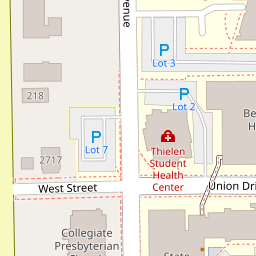 venue
P
Lot 3
P
Lot 2
218
P
Lot 7
Be
Thielen
Student
Health
Center
2717
West Street
Union Dri
Collegiate
Presbyterian
State